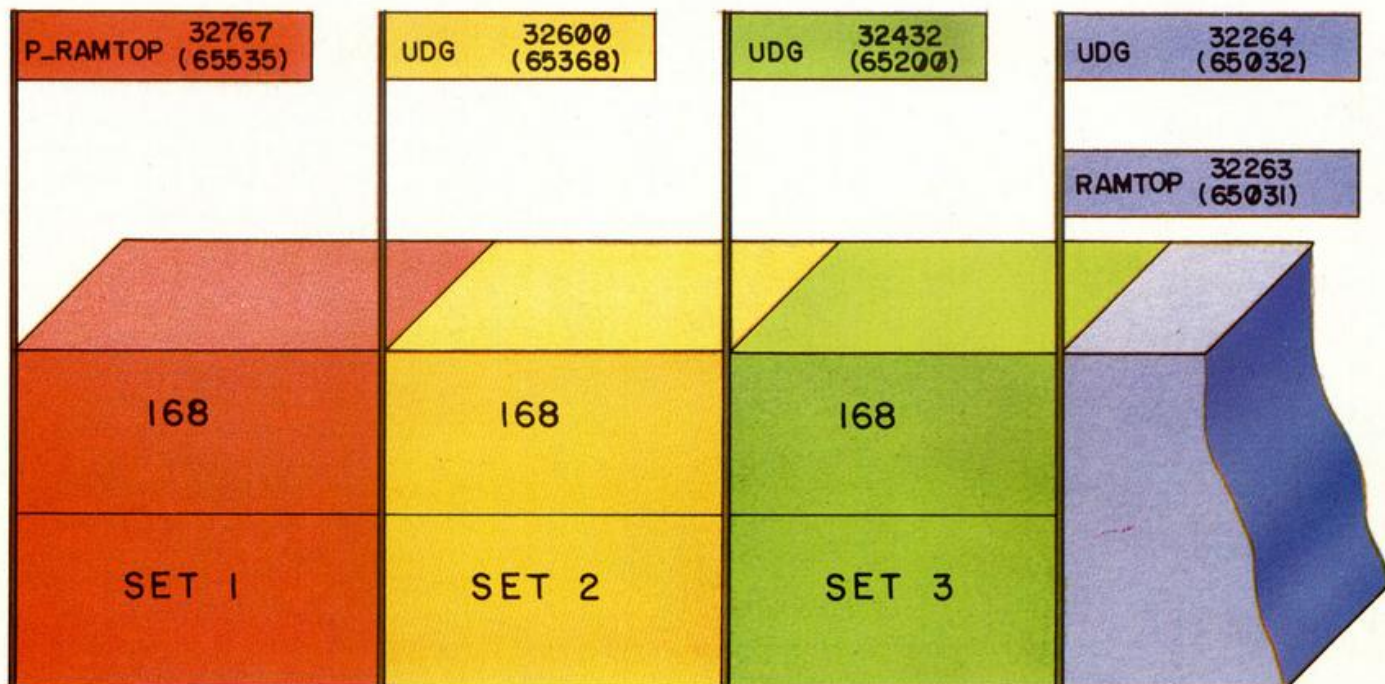 P_RAMTOP 32767
(65535)
UDG 32600
(65368)
UDG 32432
(65200)
UDG 32264
(65032)
RAMTOP 32263
(65031)
168
168
168
SET 1
SET 2
SET 3